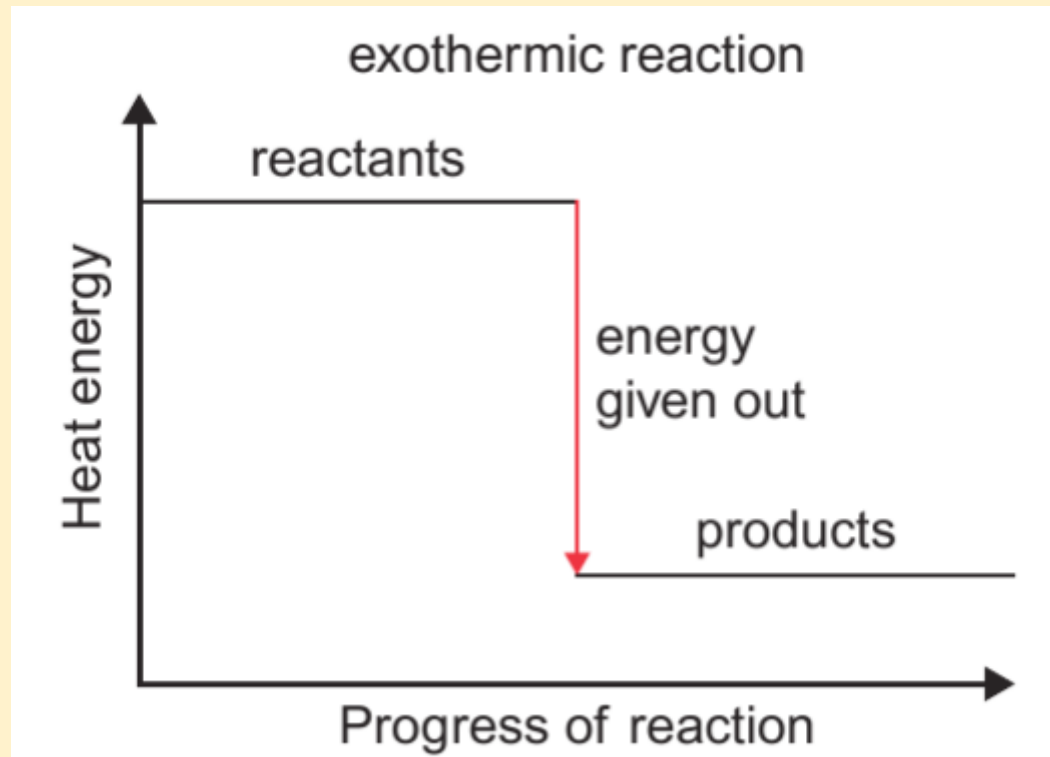 exothermic reaction
reactants
Heat energy
energy
given out
products
Progress of reaction